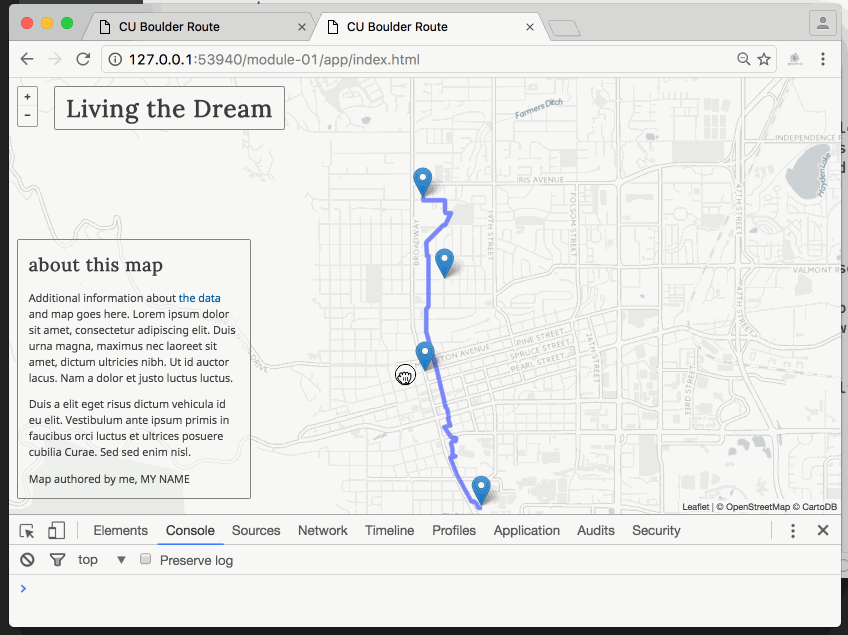 CU Boulder Route
CU Boulder Route
127.0.0.1:53940/module-01/app/index.html
+
−
Living the Dream
Farmers Ditch
INDEPENDENCE
Hayden Lake
IRIS AVENUE
BROADWAY
19TH STREET
FOLSOM STREET
47TH STREET
VALMONT
47TH STREET
PINE STREET
SPRUCE STREET
PEARL STREET
AVENUE
26TH STREET
33RD STREET
DRIVE
about this map
Additional information about the data
and map goes here. Lorem ipsum dolor
sit amet, consectetur adipiscing elit. Duis
urna magna, maximus nec laoreet sit
amet, dictum ultricies nibh. Ut id auctor
lacus. Nam a dolor et justo luctus luctus.
Duis a elit eget risus dictum vehicula id
eu elit. Vestibulum ante ipsum primis in
faucibus orci luctus et ultrices posuere
cubilia Curae. Sed sed enim nisl.
Map authored by me, MY NAME
Leaflet | © OpenStreetMap © CartoDB
Elements Console Sources Network Timeline Profiles Application Audits Security
top Preserve log